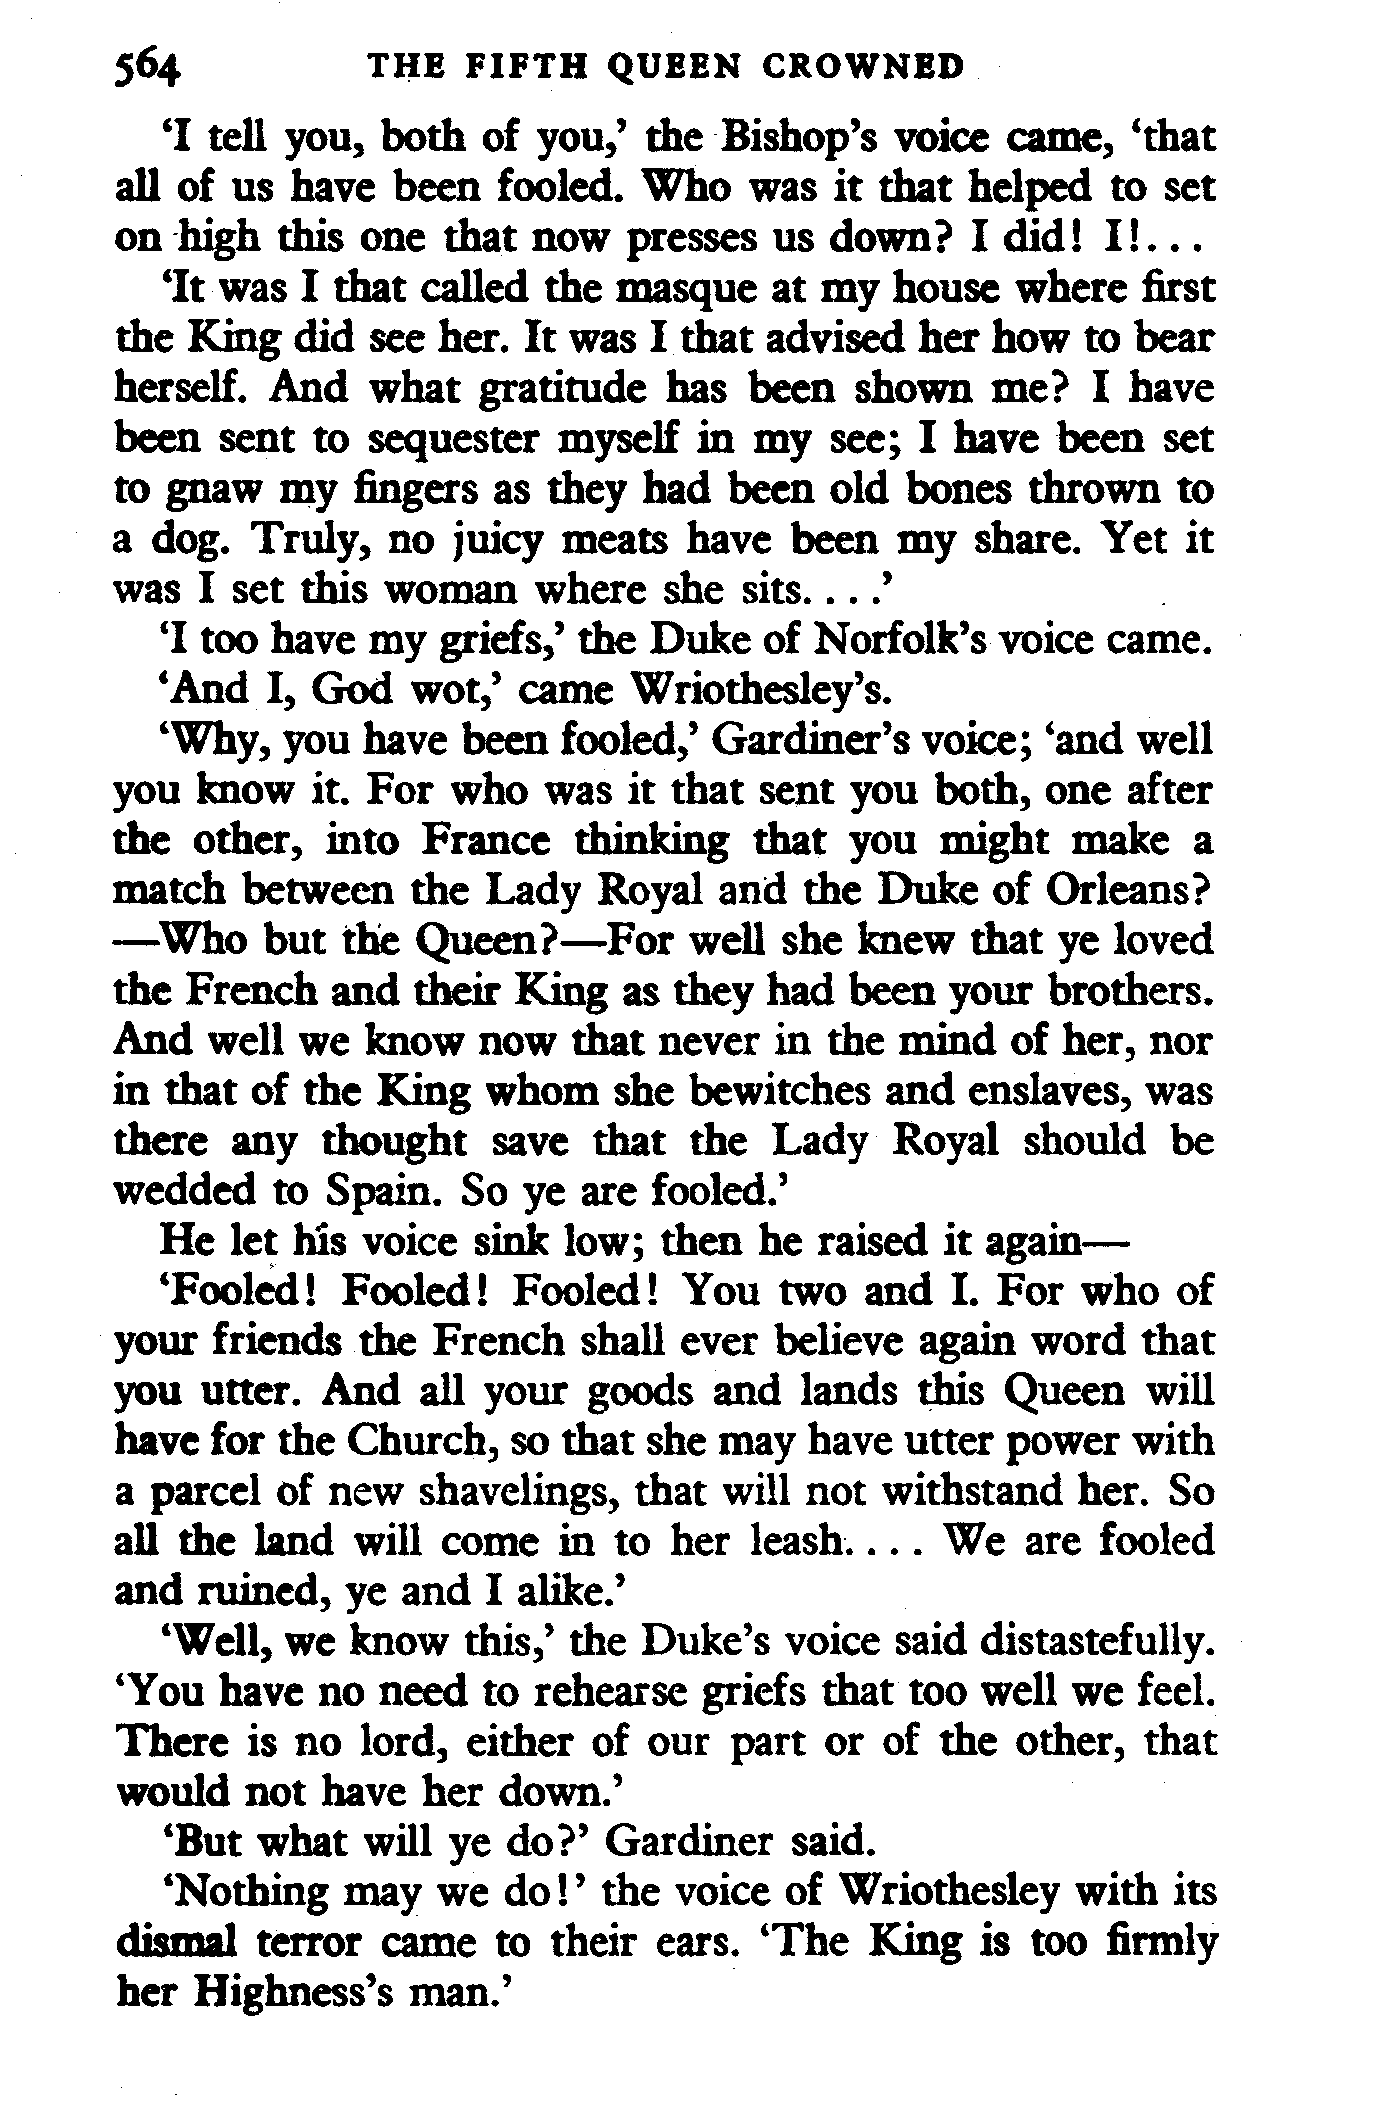 564 THE FIFTH QUEEN CROWNED
‘I tell you, both of you,’ the Bishop’s voice came, ‘that
all of us have been fooled. Who was it that helped to set
on high this one that now presses us down? I did! I!. . .
‘It was I that called the masque at my house where first
the King did see her. It was I that advised her how to bear
herself. And what gratitude has been shown me? I have
been sent to sequester myself in my see; I have been set
to gnaw my fingers as they had been old bones thrown to
a dog. Truly, no juicy meats have been my share. Yet it
was I set this woman where she sits. . . .’
‘I too have my griefs,’ the Duke of Norfolk’s voice came.
‘And I, God wot,’ came Wriothesley’s.
‘Why, you have been fooled,’ Gardiner’s voice; ‘and well
you know it. For who was it that sent you both, one after
the other, into France thinking that you might make a
match between the Lady Royal and the Duke of Orleans?
—Who but the Queen?—For well she knew that ye loved
the French and their King as they had been your brothers.
And well we know now that never in the mind of her, nor
in that of the King whom she bewitches and enslaves, was
there any thought save that the Lady Royal should be
wedded to Spain. So ye are fooled.’
He let his voice sink low; then he raised it again—
‘Fooled! Fooled! Fooled! You two and I. For who of
your friends the French shall ever believe again word that
you utter. And all your goods and lands this Queen will
have for the Church, so that she may have utter power with
a parcel of new shavelings, that will not withstand her. So
all the land will come in to her leash. . . . We are fooled
and ruined, ye and I alike.’
‘Well, we know this,’ the Duke’s voice said distastefully.
‘You have no need to rehearse griefs that too well we feel.
There is no lord, either of our part or of the other, that
would not have her down.’
‘But what will ye do?’ Gardiner said.
‘Nothing may we do!’ the voice of Wriothesley with its
dismal terror came to their ears. ‘The King is too firmly
her Highness’s man.’